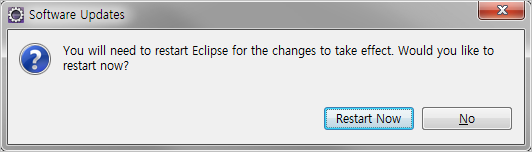 Software Updates
You will need to restart Eclipse for the changes to take effect. Would you like to
restart now?
Restart Now
No